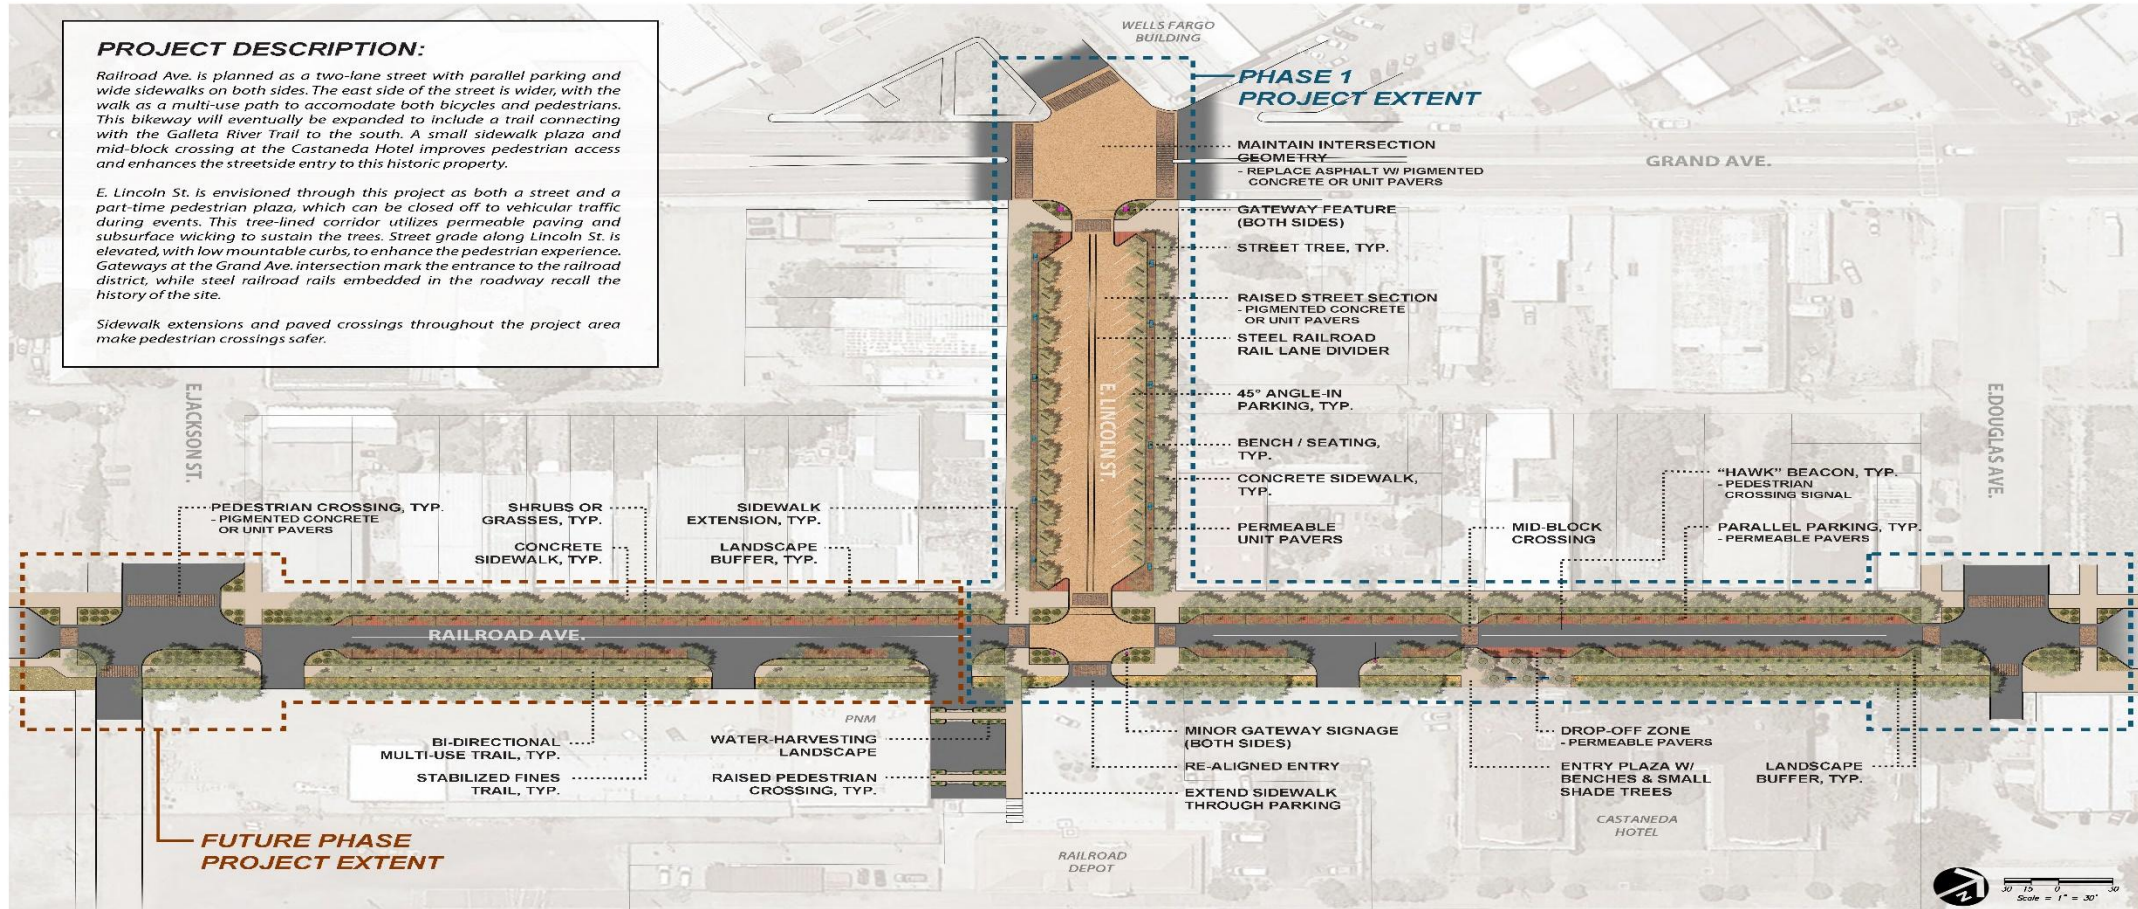 PROJECT DESCRIPTION:
Railroad Ave. is planned as a two-lane street with parallel parking and
wide sidewalks on both sides. The east side of the street is wider, with the
walk as a multi-use path to accomodate both bicycles and pedestrians.
This bikeway will eventually be expanded to include a trail connecting
with the Galleta River Trail to the south. A small sidewalk plaza and
mid-block crossing at the Castaneda Hotel improves pedestrian access
and enhances the streetside entry to this historic property.
E. Lincoln St. is envisioned through this project as both a street and a
part-time pedestrian plaza, which can be closed off to vehicular traffic
during events. This tree-lined corridor utilizes permeable paving and
subsurface wicking to sustain the trees. Street grade along Lincoln St. is
elevated, with low mountable curbs, to enhance the pedestrian experience.
Gateways at the Grand Ave. intersection mark the entrance to the railroad
district, while steel railroad rails embedded in the roadway recall the
history of the site.
Sidewalk extensions and paved crossings throughout the project area
make pedestrian crossings safer.
WELLS FARGO
BUILDING
PHASE 1
PROJECT EXTENT
MAINTAIN INTERSECTION
GEOMETRY
- REPLACE ASPHALT W/ PIGMENTED
CONCRETE OR UNIT PAVERS
GRAND AVE.
GATEWAY FEATURE
(BOTH SIDES)
STREET TREE, TYP.
RAISED STREET SECTION
- PIGMENTED CONCRETE
OR UNIT PAVERS
STEEL RAILROAD
RAIL LANE DIVIDER
45° ANGLE-IN
PARKING, TYP.
BENCH / SEATING,
TYP.
CONCRETE SIDEWALK,
TYP.
PERMEABLE
UNIT PAVERS
E. LINCOLN ST.
E.JACKSON ST.
E.DOUGLAS AVE.
PEDESTRIAN CROSSING, TYP.
- PIGMENTED CONCRETE
OR UNIT PAVERS
SHRUBS OR
GRASSES, TYP.
CONCRETE
SIDEWALK, TYP.
SIDEWALK
EXTENSION, TYP.
LANDSCAPE
BUFFER, TYP.
MID-BLOCK
CROSSING
"HAWK" BEACON, TYP.
- PEDESTRIAN
CROSSING SIGNAL
PARALLEL PARKING, TYP.
- PERMEABLE PAVERS
RAILROAD AVE.
PNM
BI-DIRECTIONAL
MULTI-USE TRAIL, TYP.
STABILIZED FINES
TRAIL, TYP.
WATER-HARVESTING
LANDSCAPE
RAISED PEDESTRIAN
CROSSING, TYP.
MINOR GATEWAY SIGNAGE
(BOTH SIDES)
RE-ALIGNED ENTRY
EXTEND SIDEWALK
THROUGH PARKING
DROP-OFF ZONE
- PERMEABLE PAVERS
ENTRY PLAZA W/
BENCHES & SMALL
SHADE TREES
LANDSCAPE
BUFFER, TYP.
FUTURE PHASE
PROJECT EXTENT
RAILROAD
DEPOT
CASTANEDA
HOTEL
N
30 15 0 30
Scale = 1" = 30'